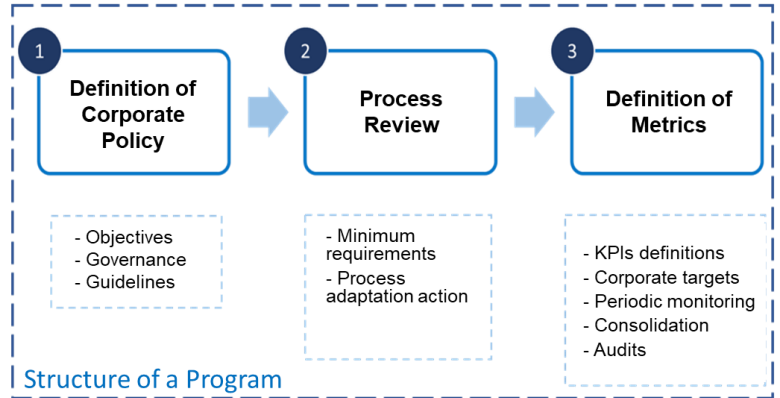 1
Definition of
Corporate
Policy
2
Process
Review
3
Definition of
Metrics
- Objectives
- Governance
- Guidelines
- Minimum
requirements
- Process
adaptation action
- KPIs definitions
- Corporate targets
- Periodic monitoring
- Consolidation
- Audits
Structure of a Program